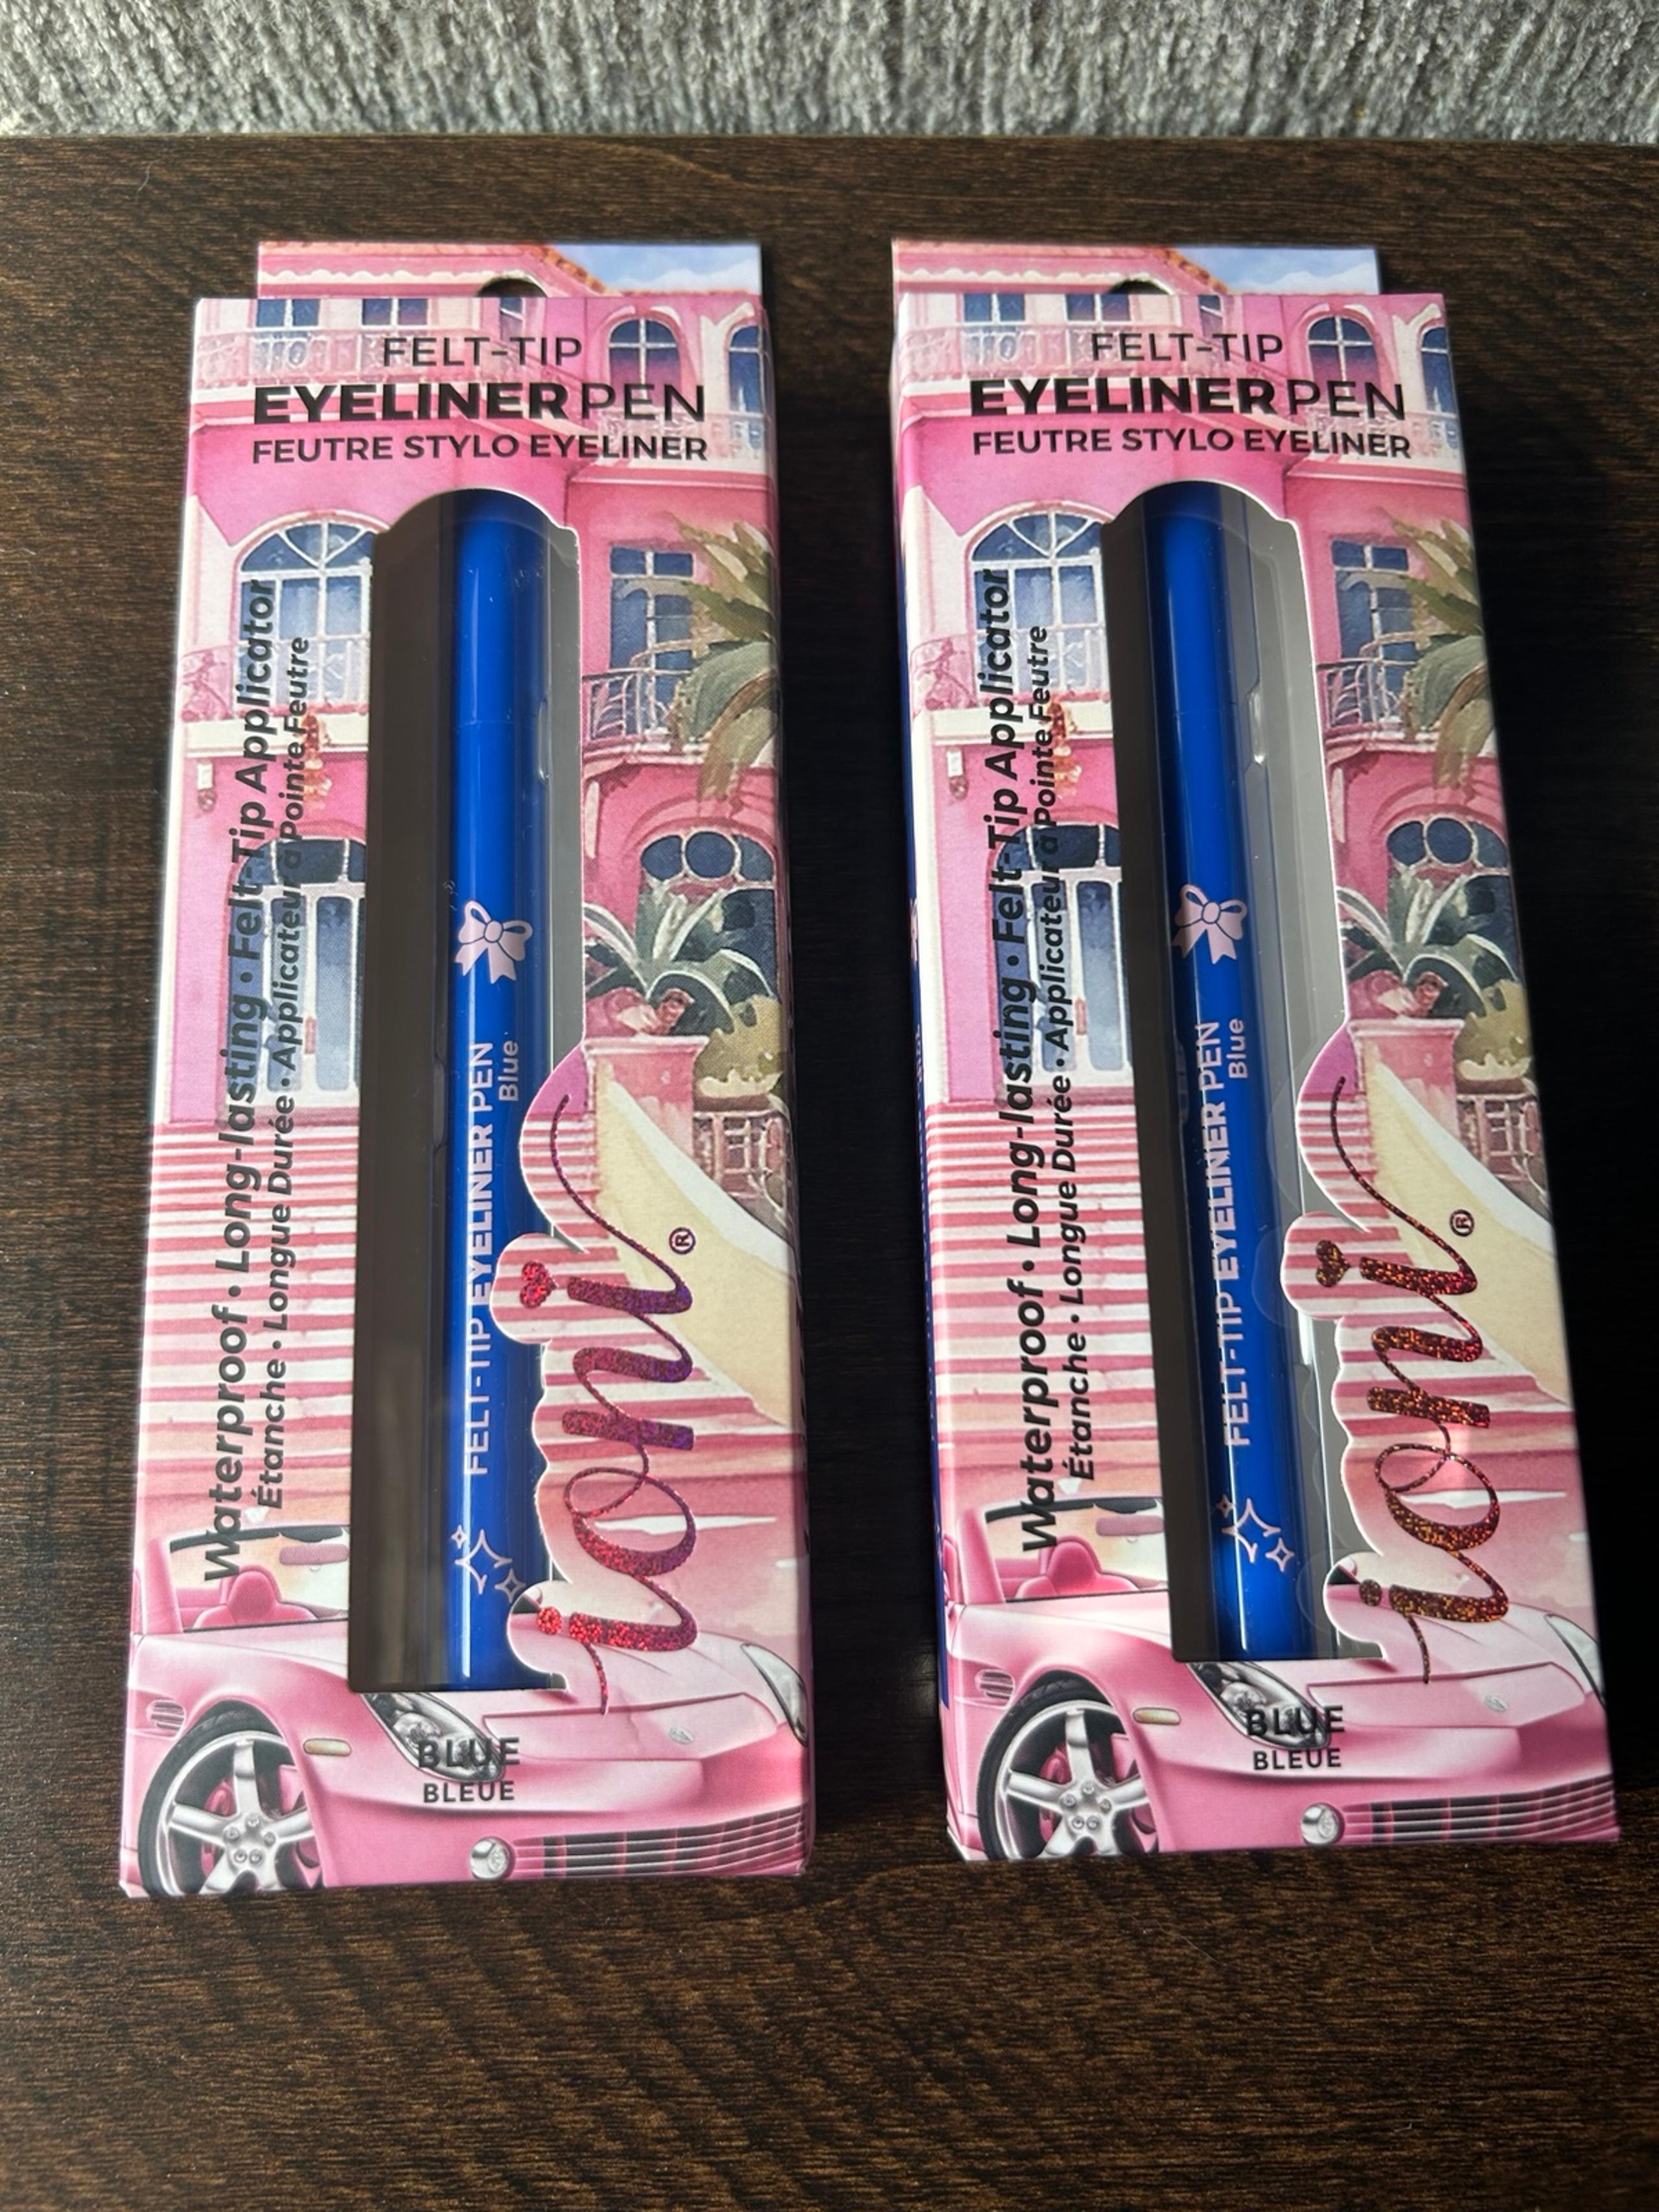 FELT-TIP
EYELINER PEN
FEUTRE STYLO EYELINER
Waterproof • Long-lasting • Felt-Tip Applicator
Étanche • Longue Durée • Applicateur à Pointe Feutre
FELT-TIP EYELINER PEN
Blue
ioni®
BLUE
BLEUE
FELT-TIP
EYELINER PEN
FEUTRE STYLO EYELINER
Waterproof • Long-lasting • Felt-Tip Applicator
Étanche • Longue Durée • Applicateur à Pointe Feutre
FELT-TIP EYELINER PEN
Blue
ioni®
BLUE
BLEUE